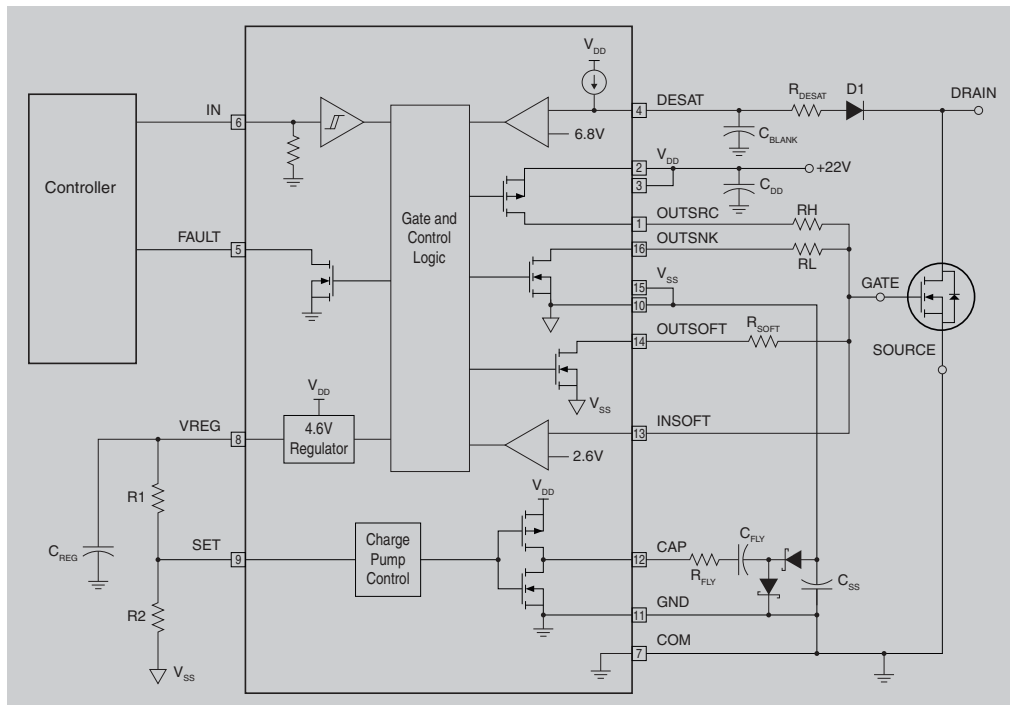 V_DD
DESAT
R_DESAT
D1
DRAIN
IN
4
6
6.8V
C_BLANK
V_DD
2
+22V
3
Controller
C_DD
OUTSRC
RH
Gate and
Control
Logic
1
OUTSNK
FAULT
16
RL
5
V_SS
15
GATE
10
OUTSOFT
R_SOFT
14
SOURCE
V_DD
V_SS
VREG
4.6V
Regulator
INSOFT
8
13
2.6V
R1
V_DD
C_REG
SET
Charge
Pump
Control
CAP
C_FLY
9
12
R_FLY
C_SS
R2
GND
11
COM
V_SS
7